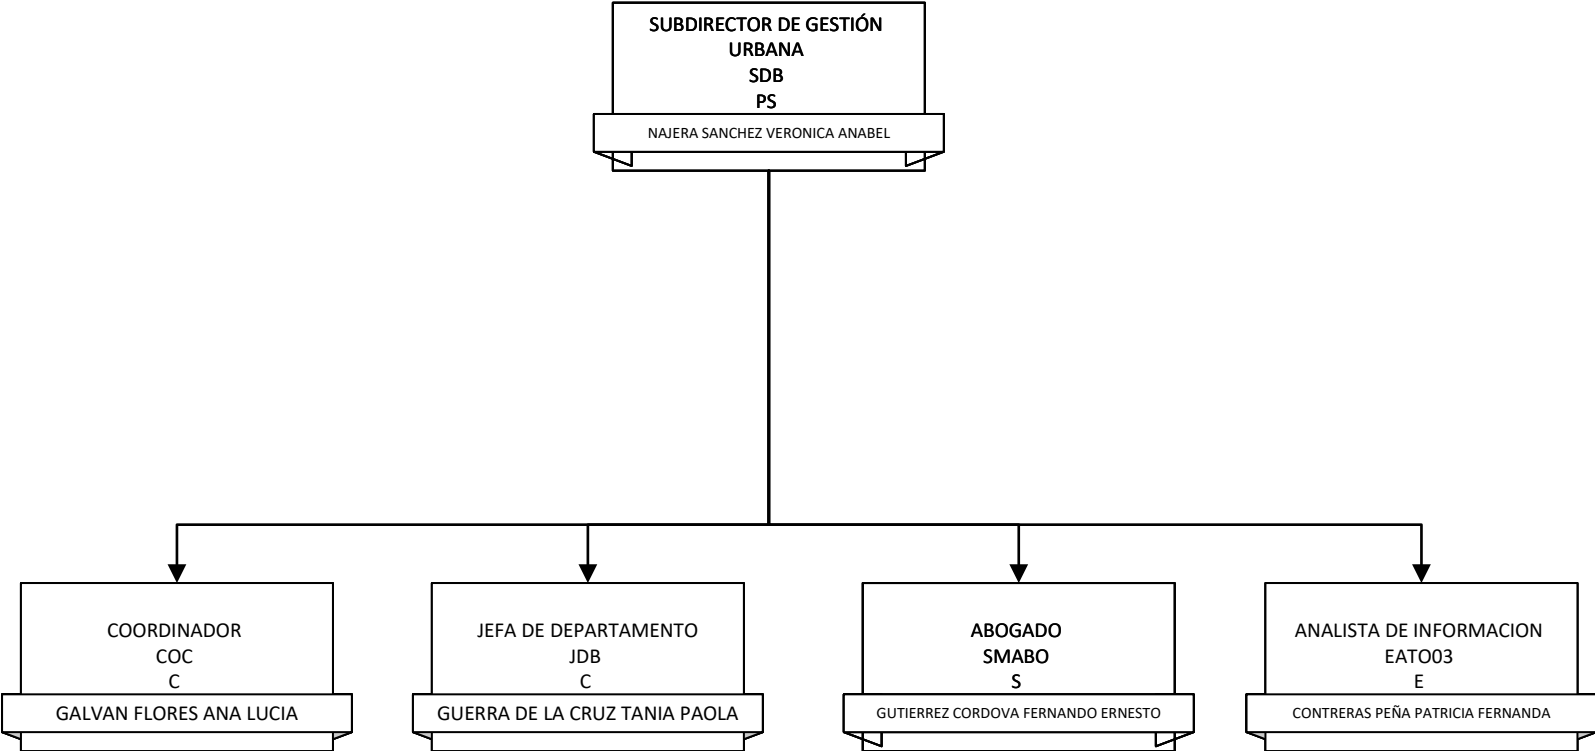 SUBDIRECTOR DE GESTIÓN
URBANA
SDB
PS
NAJERA SANCHEZ VERONICA ANABEL
COORDINADOR
COC
C
GALVAN FLORES ANA LUCIA
JEFA DE DEPARTAMENTO
JDB
C
GUERRA DE LA CRUZ TANIA PAOLA
ABOGADO
SMABO
S
GUTIERREZ CORDOVA FERNANDO ERNESTO
ANALISTA DE INFORMACION
EATO03
E
CONTRERAS PEÑA PATRICIA FERNANDA